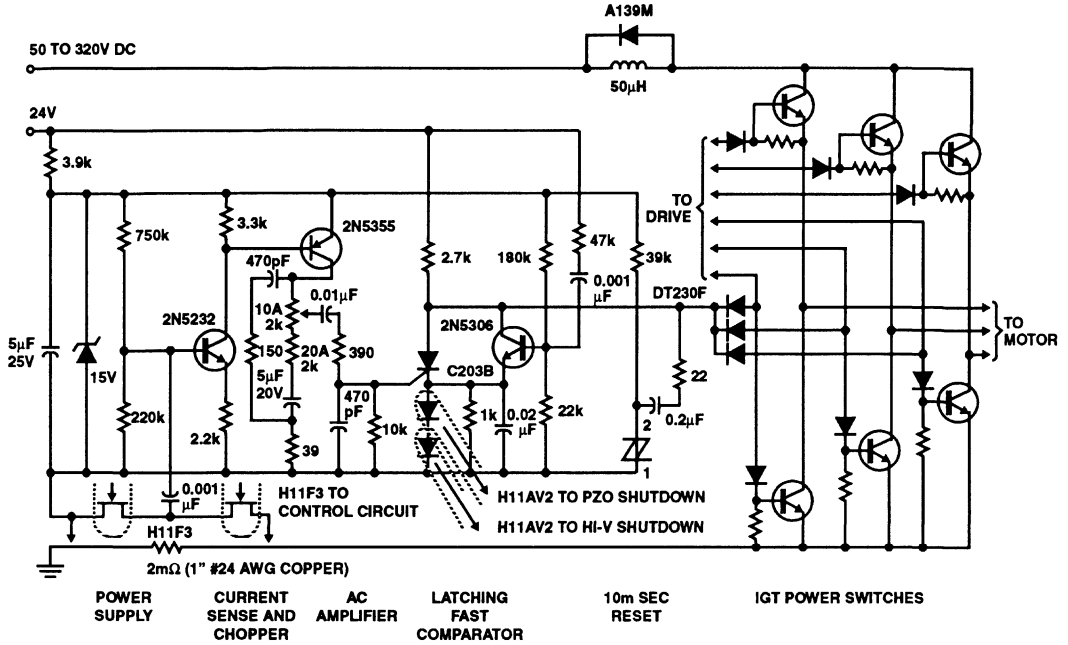 A139M
50 TO 320V DC
50µH
24V
3.9k
TO
DRIVE
750k
3.3k
2N5355
470pF
2.7k
180k
47k
39k
0.001
µF
0.01µF
DT230F
10A
2k
2N5232
2N5306
TO
MOTOR
5µF
25V
15V
150
20A
2k
390
C203B
22
5µF
20V
220k
2.2k
470
pF
10k
1k
0.02
µF
22k
0.2µF
39
2
1
0.001
µF
H11F3 TO
CONTROL CIRCUIT
H11AV2 TO PZO SHUTDOWN
H11AV2 TO HI-V SHUTDOWN
H11F3
2mΩ (1" #24 AWG COPPER)
POWER
SUPPLY
CURRENT
SENSE AND
CHOPPER
AC
AMPLIFIER
LATCHING
FAST
COMPARATOR
10m SEC
RESET
IGT POWER SWITCHES